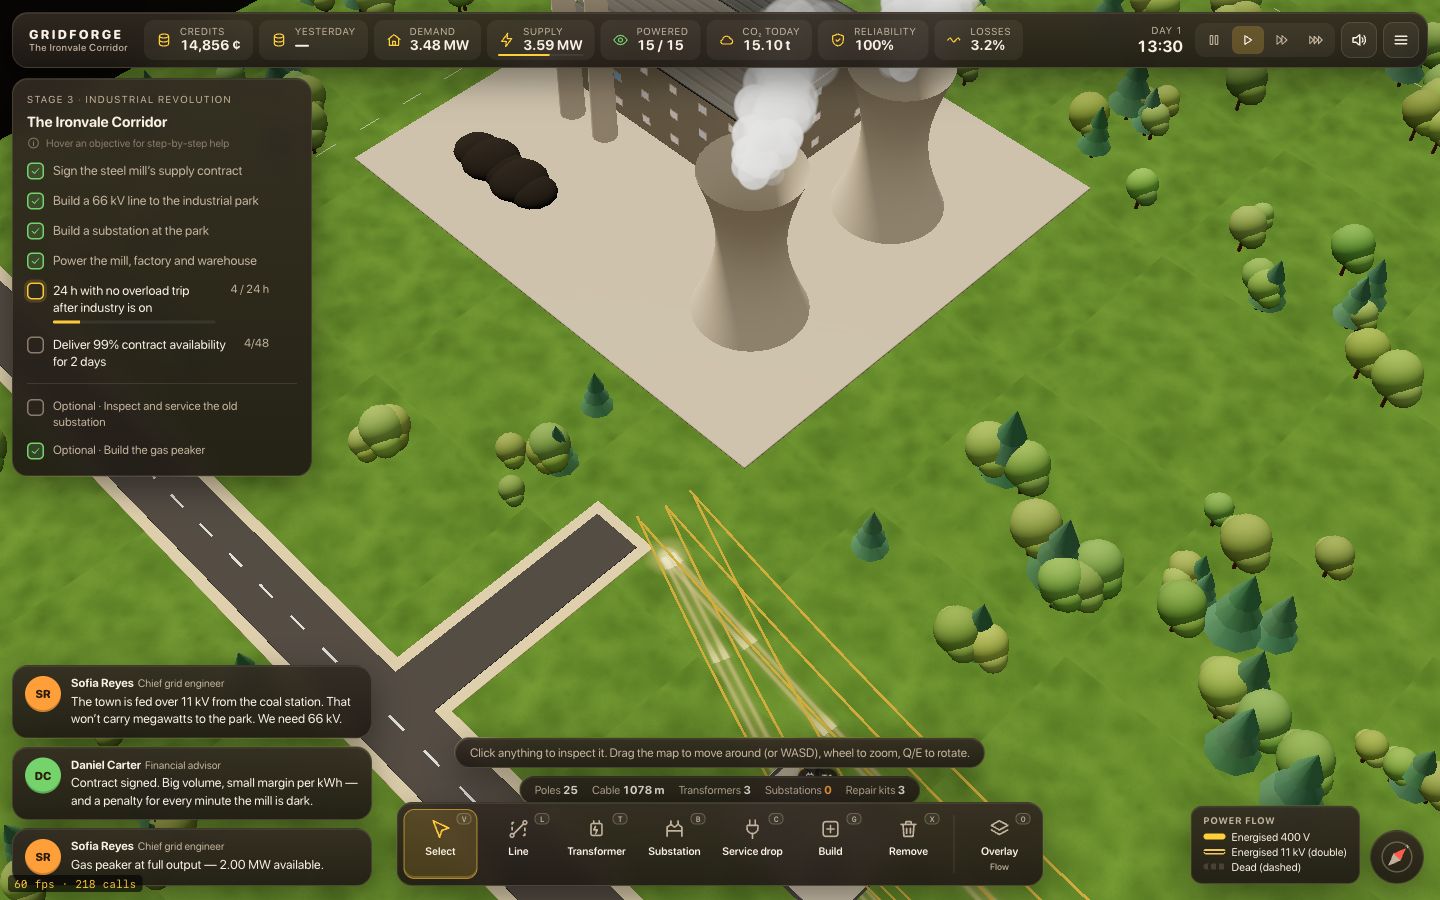 GRIDFORGE
The Ironvale Corridor
CREDITS
14,856 ¢
YESTERDAY
—
DEMAND
3.48 MW
SUPPLY
3.59 MW
POWERED
15 / 15
CO₂ TODAY
15.10 t
RELIABILITY
100%
LOSSES
3.2%
DAY 1
13:30
STAGE 3 · INDUSTRIAL REVOLUTION
The Ironvale Corridor
Hover an objective for step-by-step help
Sign the steel mill's supply contract
Build a 66 kV line to the industrial park
Build a substation at the park
Power the mill, factory and warehouse
24 h with no overload trip 4 / 24 h
after industry is on
Deliver 99% contract availability 4/48
for 2 days
Optional · Inspect and service the old
substation
Optional · Build the gas peaker
SR
Sofia Reyes Chief grid engineer
The town is fed over 11 kV from the coal station. That
won't carry megawatts to the park. We need 66 kV.
DC
Daniel Carter Financial advisor
Contract signed. Big volume, small margin per kWh —
and a penalty for every minute the mill is dark.
SR
Sofia Reyes Chief grid engineer
Gas peaker at full output — 2.00 MW available.
60 fps · 218 calls
Click anything to inspect it. Drag the map to move around (or WASD), wheel to zoom, Q/E to rotate.
Poles 25 Cable 1078 m Transformers 3 Substations 0 Repair kits 3
V
Select
L
Line
T
Transformer
B
Substation
C
Service drop
G
Build
X
Remove
O
Overlay
Flow
POWER FLOW
Energised 400 V
Energised 11 kV (double)
Dead (dashed)